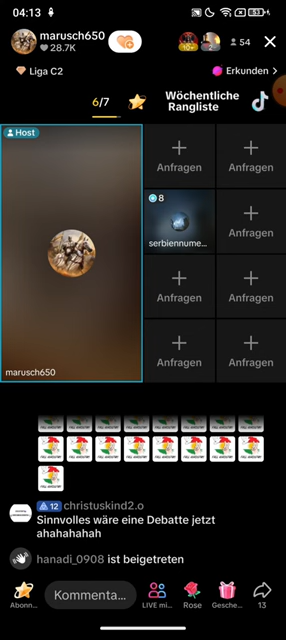 04:13
53
marusch650
28.7K
54
Liga C2
Erkunden
6/7
Wöchentliche
Rangliste
Host
Anfragen
Anfragen
8
serbiennume...
Anfragen
Anfragen
Anfragen
Anfragen
Anfragen
marusch650
12 christuskind2.o
Sinnvolles wäre eine Debatte jetzt
ahahahahah
hanadi_0908 ist beigetreten
Kommenta...
Abonn...
LIVE mi...
Rose
Gesche...
13